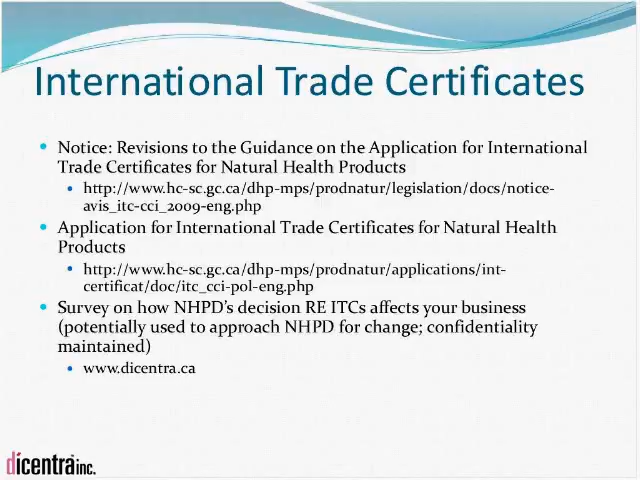 International Trade Certificates
• Notice: Revisions to the Guidance on the Application for International
Trade Certificates for Natural Health Products
• http://www.hc-sc.gc.ca/dhp-mps/prodnatur/legislation/docs/notice-
avis_itc-cci_2009-eng.php
• Application for International Trade Certificates for Natural Health
Products
• http://www.hc-sc.gc.ca/dhp-mps/prodnatur/applications/int-
certificat/doc/itc_cci-pol-eng.php
• Survey on how NHPD's decision RE ITCs affects your business
(potentially used to approach NHPD for change; confidentiality
maintained)
• www.dicentra.ca
dicentra inc.